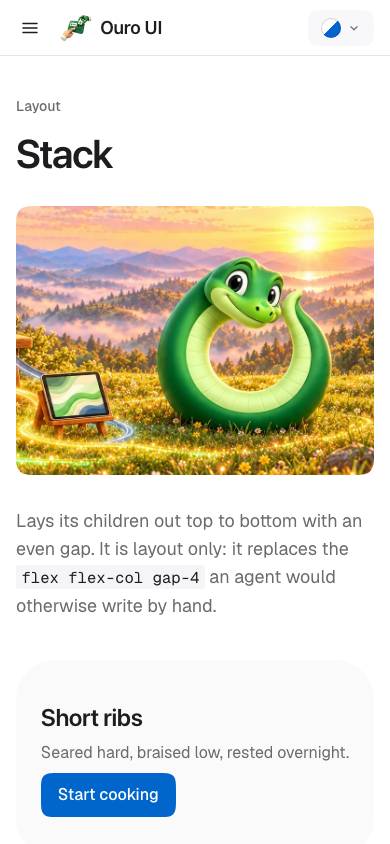 Ouro UI
Layout
Stack
Lays its children out top to bottom with an
even gap. It is layout only: it replaces the
flex flex-col gap-4 an agent would
otherwise write by hand.
Short ribs
Seared hard, braised low, rested overnight.
Start cooking